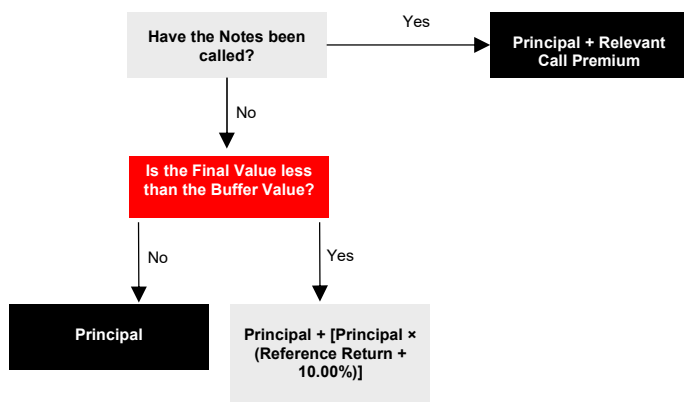 Have the Notes been
called?
Yes
Principal + Relevant
Call Premium
No
Is the Final Value less
than the Buffer Value?
No
Yes
Principal
Principal + [Principal ×
(Reference Return +
10.00%)]